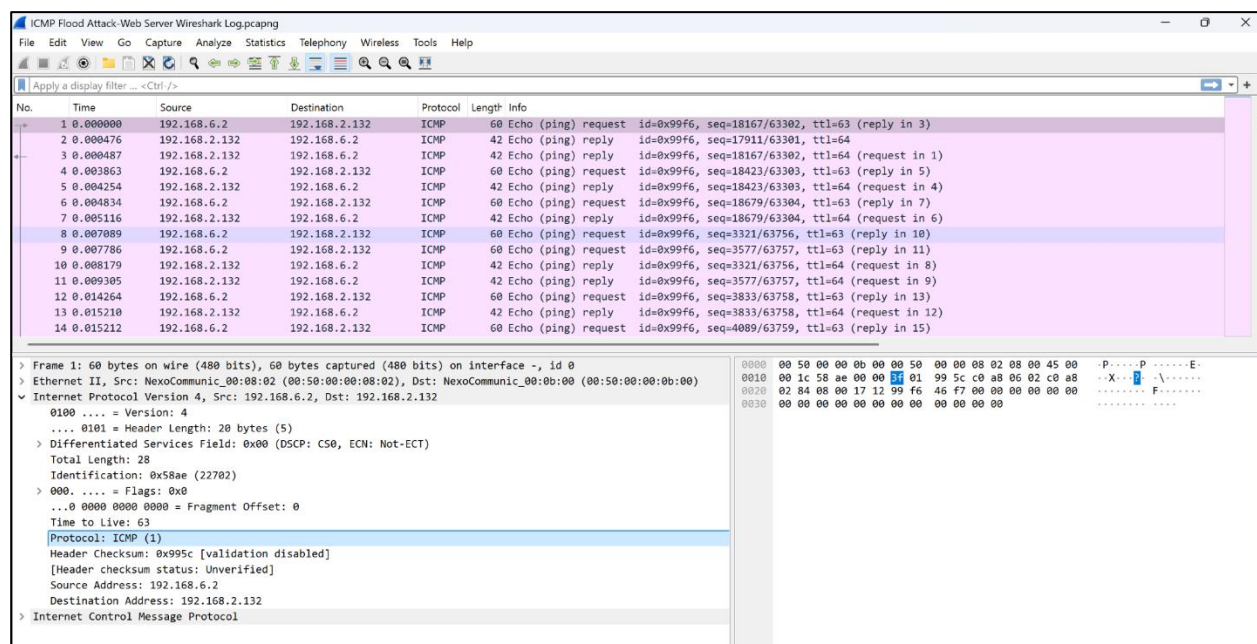 ICMP Flood Attack-Web Server Wireshark Log.pcapng
File Edit View Go Capture Analyze Statistics Telephony Wireless Tools Help
Apply a display filter ... <Ctrl-/>
No. Time Source Destination Protocol Length Info
1 0.000000 192.168.6.2 192.168.2.132 ICMP 60 Echo (ping) request id=0x99f6, seq=18167/63302, ttl=63 (reply in 3)
2 0.000476 192.168.2.132 192.168.6.2 ICMP 42 Echo (ping) reply id=0x99f6, seq=17911/63301, ttl=64
3 0.000487 192.168.2.132 192.168.6.2 ICMP 42 Echo (ping) reply id=0x99f6, seq=18167/63302, ttl=64 (request in 1)
4 0.003863 192.168.6.2 192.168.2.132 ICMP 60 Echo (ping) request id=0x99f6, seq=18423/63303, ttl=63 (reply in 5)
5 0.004254 192.168.2.132 192.168.6.2 ICMP 42 Echo (ping) reply id=0x99f6, seq=18423/63303, ttl=64 (request in 4)
6 0.004834 192.168.6.2 192.168.2.132 ICMP 60 Echo (ping) request id=0x99f6, seq=18679/63304, ttl=63 (reply in 7)
7 0.005116 192.168.2.132 192.168.6.2 ICMP 42 Echo (ping) reply id=0x99f6, seq=18679/63304, ttl=64 (request in 6)
8 0.007089 192.168.6.2 192.168.2.132 ICMP 60 Echo (ping) request id=0x99f6, seq=3321/63756, ttl=63 (reply in 10)
9 0.007786 192.168.6.2 192.168.2.132 ICMP 60 Echo (ping) request id=0x99f6, seq=3577/63757, ttl=63 (reply in 11)
10 0.008179 192.168.2.132 192.168.6.2 ICMP 42 Echo (ping) reply id=0x99f6, seq=3321/63756, ttl=64 (request in 8)
11 0.009305 192.168.2.132 192.168.6.2 ICMP 42 Echo (ping) reply id=0x99f6, seq=3577/63757, ttl=64 (request in 9)
12 0.014264 192.168.6.2 192.168.2.132 ICMP 60 Echo (ping) request id=0x99f6, seq=3833/63758, ttl=63 (reply in 13)
13 0.015210 192.168.2.132 192.168.6.2 ICMP 42 Echo (ping) reply id=0x99f6, seq=3833/63758, ttl=64 (request in 12)
14 0.015212 192.168.6.2 192.168.2.132 ICMP 60 Echo (ping) request id=0x99f6, seq=4089/63759, ttl=63 (reply in 15)
> Frame 1: 60 bytes on wire (480 bits), 60 bytes captured (480 bits) on interface -, id 0
> Ethernet II, Src: NexoCommunic_00:08:02 (00:50:00:00:08:02), Dst: NexoCommunic_00:0b:00 (00:50:00:00:0b:00)
Internet Protocol Version 4, Src: 192.168.6.2, Dst: 192.168.2.132
0100 .... = Version: 4
.... 0101 = Header Length: 20 bytes (5)
> Differentiated Services Field: 0x00 (DSCP: CS0, ECN: Not-ECT)
Total Length: 28
Identification: 0x58ae (22702)
> 000. .... = Flags: 0x0
...0 0000 0000 0000 = Fragment Offset: 0
Time to Live: 63
Protocol: ICMP (1)
Header Checksum: 0x995c [validation disabled]
[Header checksum status: Unverified]
Source Address: 192.168.6.2
Destination Address: 192.168.2.132
> Internet Control Message Protocol
0000 00 50 00 00 0b 00 00 50 00 00 08 02 08 00 45 00 ·P·····P ······E·
0010 00 1c 58 ae 00 00 3f 01 99 5c c0 a8 06 02 c0 a8 ··X···?· ·\······
0020 02 84 08 00 17 12 99 f6 46 f7 00 00 00 00 00 00 ········ F·······
0030 00 00 00 00 00 00 00 00 00 00 00 00 ········ ····